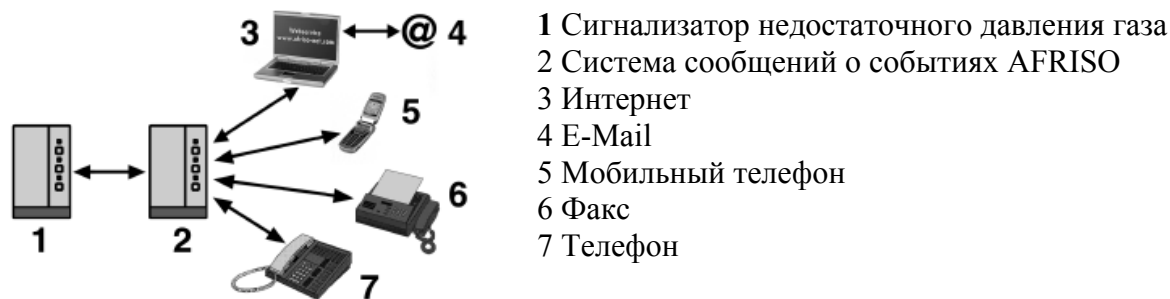 1 Сигнализатор недостаточного давления газа
2 Система сообщений о событиях AFRISO
3 Интернет
4 E-Mail
5 Мобильный телефон
6 Факс
7 Телефон
3
@ 4
5
6
1
2
7